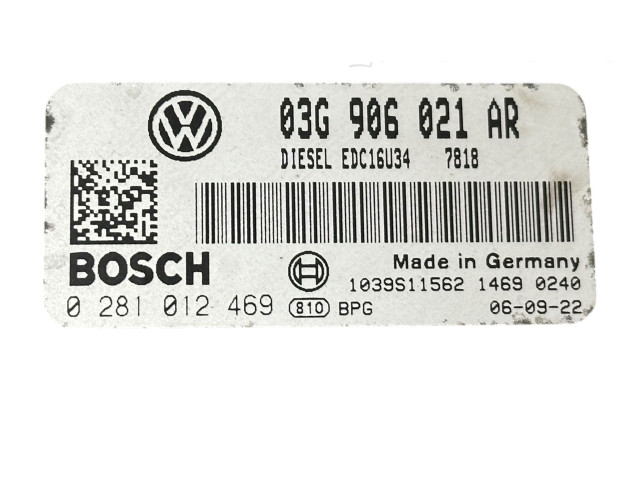 03G 906 021 AR
DIESEL EDC16U34 7818
BOSCH
Made in Germany
1039S11562 1469 0240
0 281 012 469 810 BPG 06-09-22